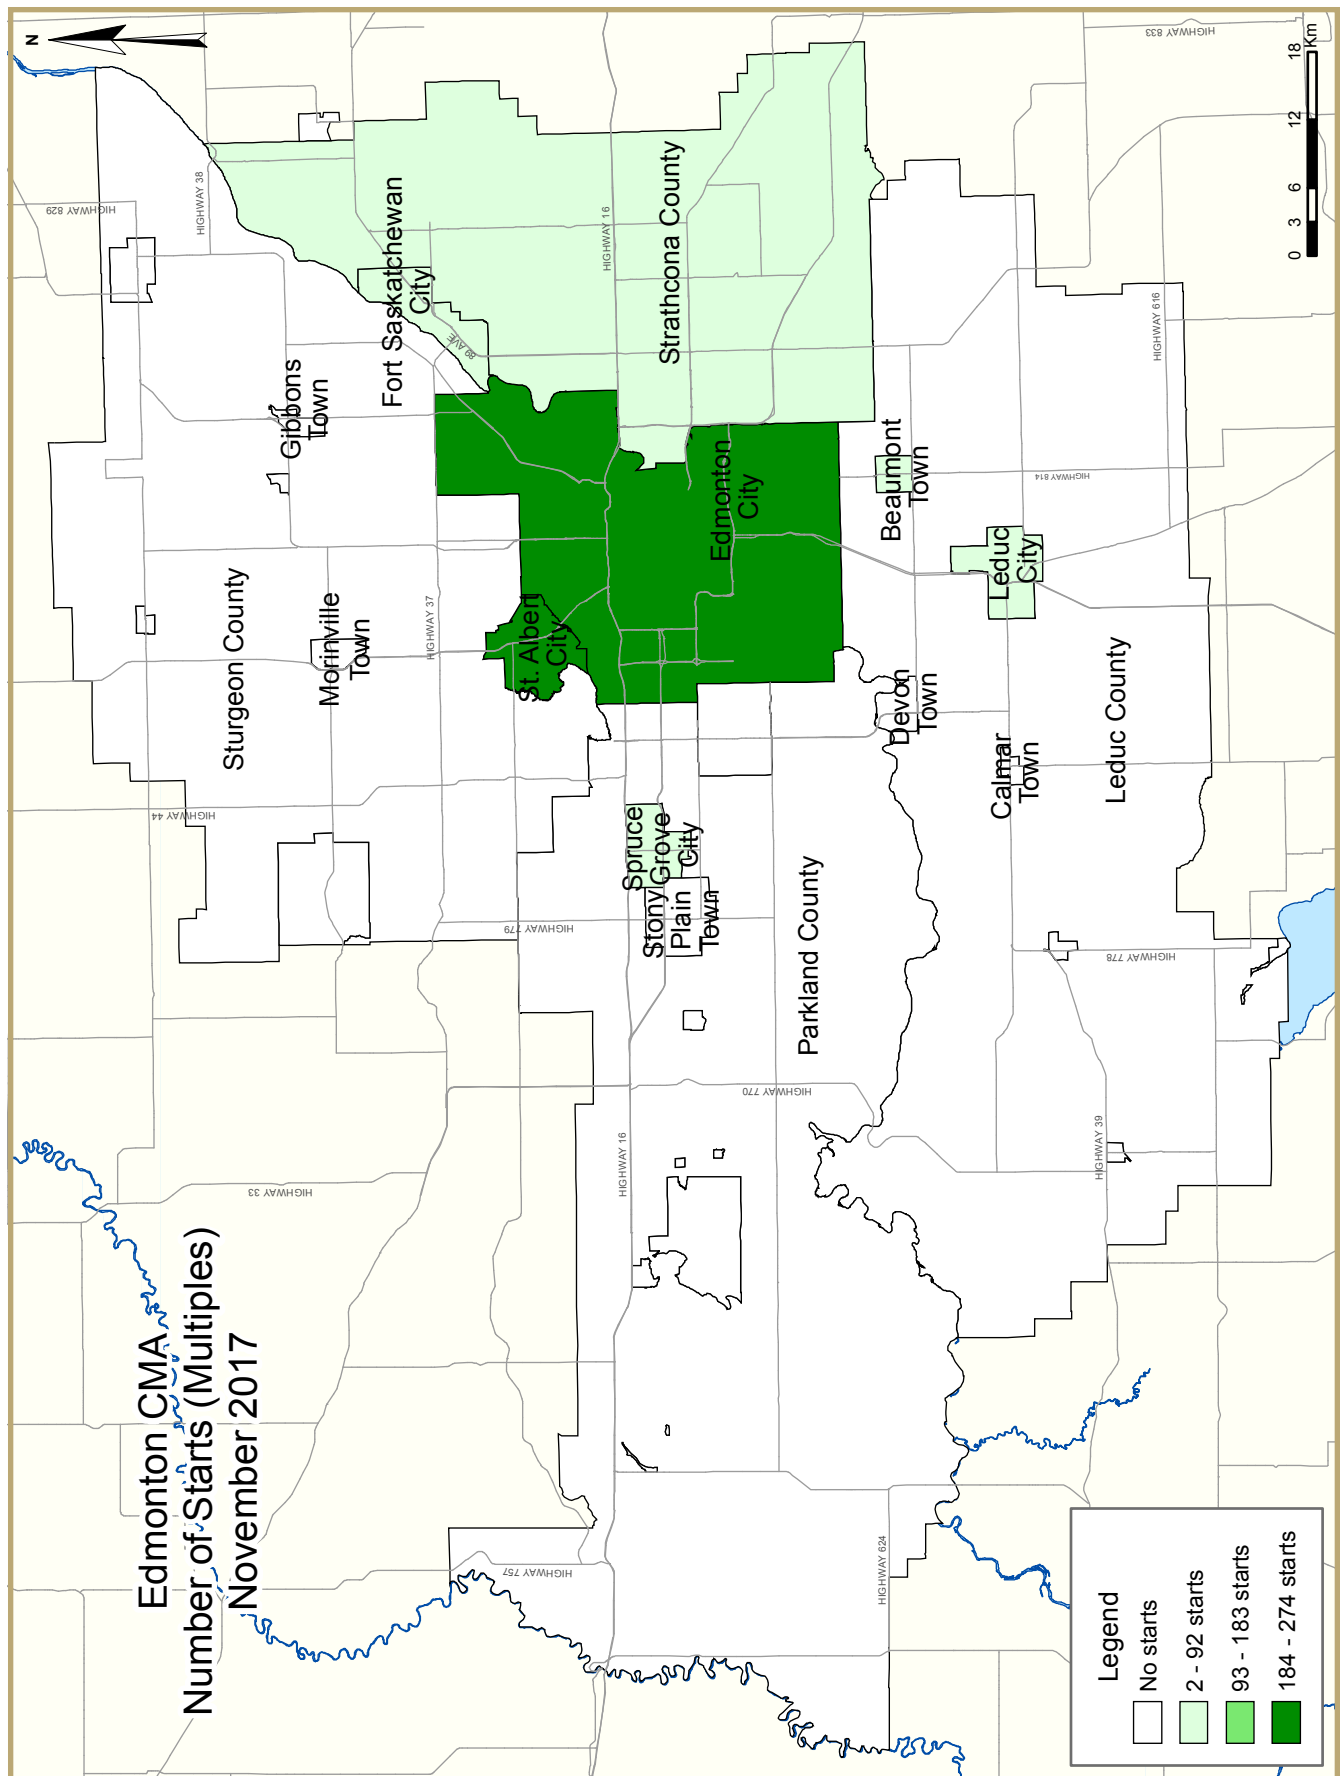 Edmonton CMA
Number of Starts (Multiples)
November 2017
N
HIGHWAY 829
HIGHWAY 38
HIGHWAY 833
Gibbons
Town
Fort Saskatchewan
City
89 AVE
HIGHWAY 16
Strathcona County
Sturgeon County
Morinville
Town
HIGHWAY 37
HIGHWAY 44
St. Albert
City
Edmonton
City
Beaumont
Town
HIGHWAY 814
HIGHWAY 616
Leduc
City
Devon
Town
Calmar
Town
Leduc County
Spruce
Grove
City
Stony
Plain
Town
HIGHWAY 779
Parkland County
HIGHWAY 778
HIGHWAY 770
HIGHWAY 16
HIGHWAY 39
HIGHWAY 33
HIGHWAY 757
HIGHWAY 624
Legend
No starts
2 - 92 starts
93 - 183 starts
184 - 274 starts
0 3 6 12 18
Km